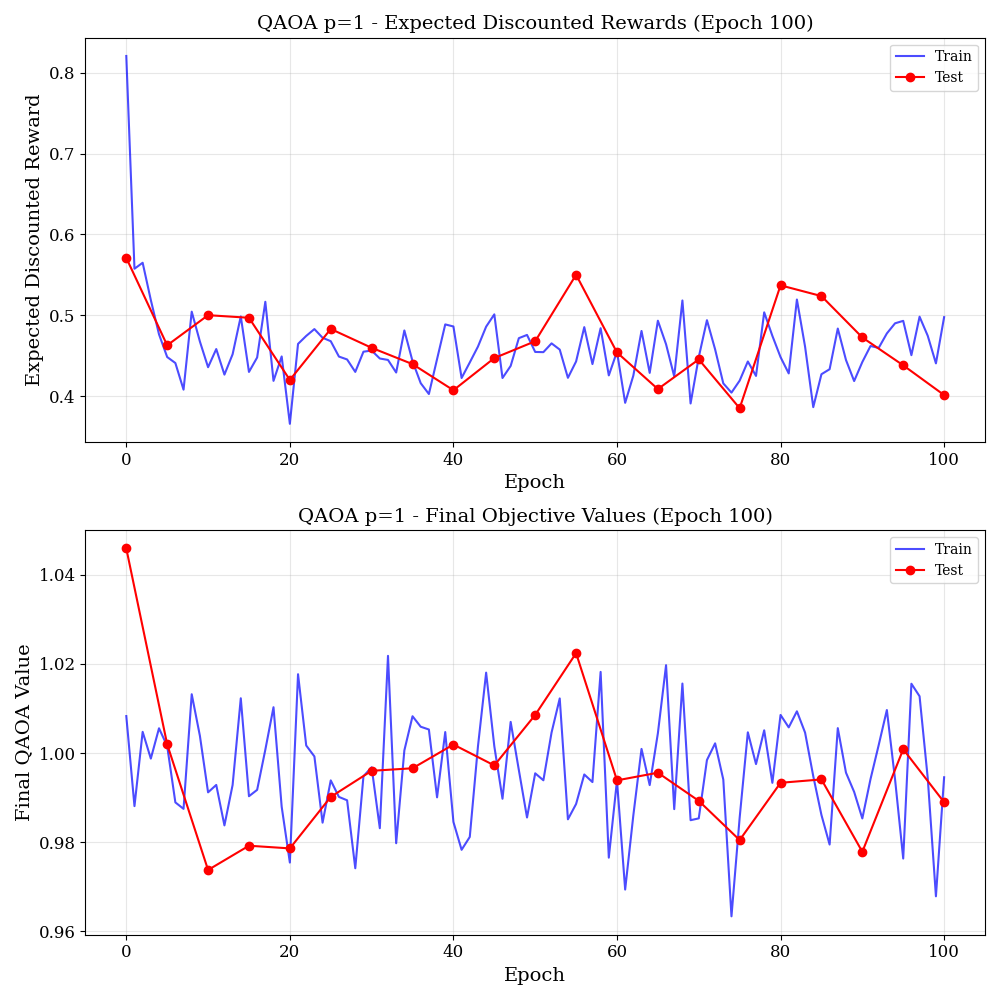 QAOA p=1 - Expected Discounted Rewards (Epoch 100)
Train
Test
Expected Discounted Reward
0.8
0.7
0.6
0.5
0.4
0 20 40 60 80 100
Epoch
QAOA p=1 - Final Objective Values (Epoch 100)
Train
Test
Final QAOA Value
1.04
1.02
1.00
0.98
0.96
0 20 40 60 80 100
Epoch